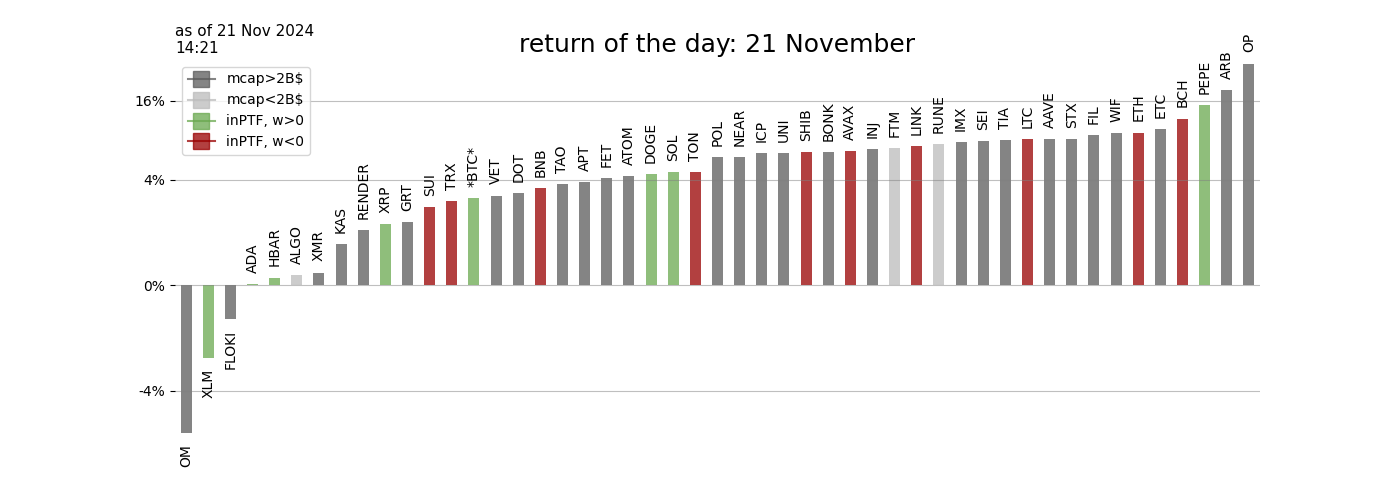 as of 21 Nov 2024
14:21
return of the day: 21 November
mcap>2B$
mcap<2B$
inPTF, w>0
inPTF, w<0
16%
4%
0%
-4%
OM
XLM
FLOKI
ADA
HBAR
ALGO
XMR
KAS
RENDER
XRP
GRT
SUI
TRX
*BTC*
VET
DOT
BNB
TAO
APT
FET
ATOM
DOGE
SOL
TON
POL
NEAR
ICP
UNI
SHIB
BONK
AVAX
INJ
FTM
LINK
RUNE
IMX
SEI
TIA
LTC
AAVE
STX
FIL
WIF
ETH
ETC
BCH
PEPE
ARB
OP